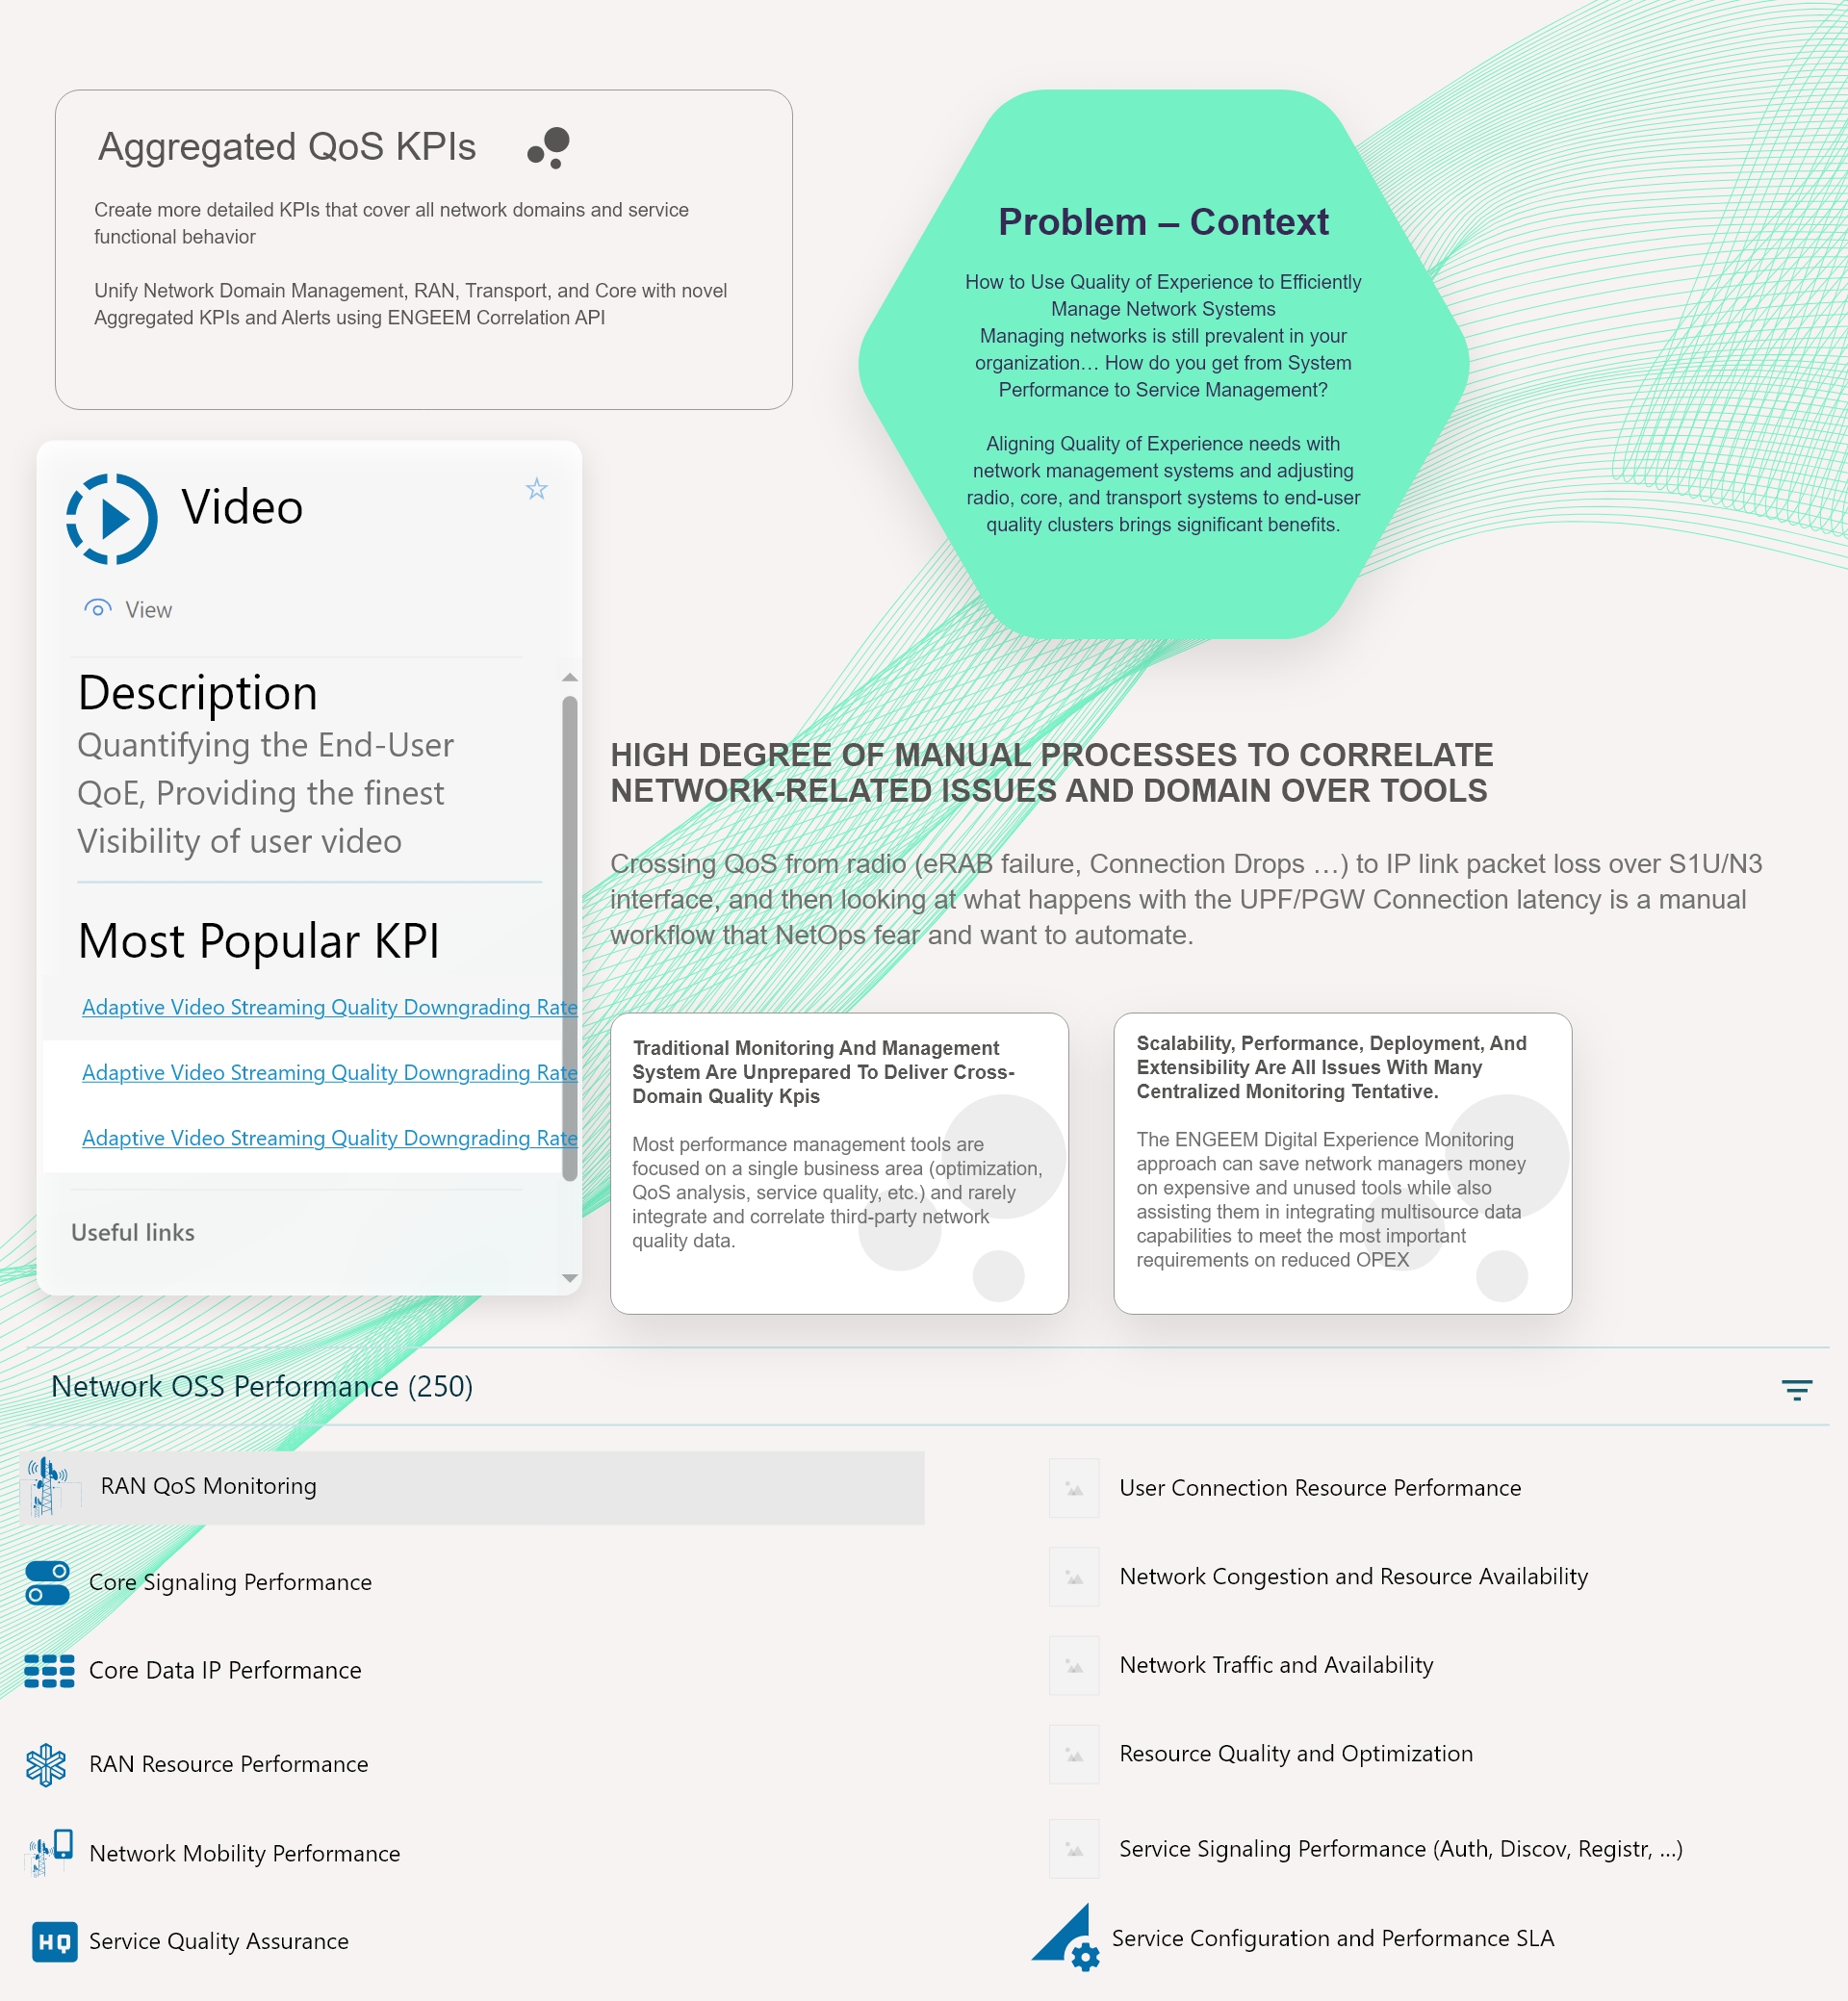 Aggregated QoS KPIs
Create more detailed KPIs that cover all network domains and service
functional behavior
Unify Network Domain Management, RAN, Transport, and Core with novel
Aggregated KPIs and Alerts using ENGEEM Correlation API
Problem – Context
How to Use Quality of Experience to Efficiently
Manage Network Systems
Managing networks is still prevalent in your
organization… How do you get from System
Performance to Service Management?
Aligning Quality of Experience needs with
network management systems and adjusting
radio, core, and transport systems to end-user
quality clusters brings significant benefits.
Video
View
Description
Quantifying the End-User
QoE, Providing the finest
Visibility of user video
Most Popular KPI
Adaptive Video Streaming Quality Downgrading Rate
Adaptive Video Streaming Quality Downgrading Rate
Adaptive Video Streaming Quality Downgrading Rate
Useful links
HIGH DEGREE OF MANUAL PROCESSES TO CORRELATE
NETWORK-RELATED ISSUES AND DOMAIN OVER TOOLS
Crossing QoS from radio (eRAB failure, Connection Drops …) to IP link packet loss over S1U/N3
interface, and then looking at what happens with the UPF/PGW Connection latency is a manual
workflow that NetOps fear and want to automate.
Traditional Monitoring And Management
System Are Unprepared To Deliver Cross-
Domain Quality Kpis
Most performance management tools are
focused on a single business area (optimization,
QoS analysis, service quality, etc.) and rarely
integrate and correlate third-party network
quality data.
Scalability, Performance, Deployment, And
Extensibility Are All Issues With Many
Centralized Monitoring Tentative.
The ENGEEM Digital Experience Monitoring
approach can save network managers money
on expensive and unused tools while also
assisting them in integrating multisource data
capabilities to meet the most important
requirements on reduced OPEX
Network OSS Performance (250)
RAN QoS Monitoring
Core Signaling Performance
Core Data IP Performance
RAN Resource Performance
Network Mobility Performance
HQ
Service Quality Assurance
User Connection Resource Performance
Network Congestion and Resource Availability
Network Traffic and Availability
Resource Quality and Optimization
Service Signaling Performance (Auth, Discov, Registr, ...)
Service Configuration and Performance SLA